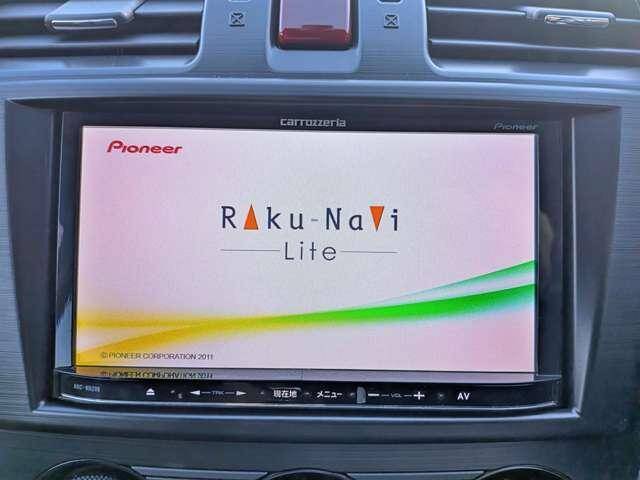 carrozzeria
Pioneer
Pioneer
Raku-Navi
Lite
© PIONEER CORPORATION 2011
TRK
現在地
メニュー
VOL
AV